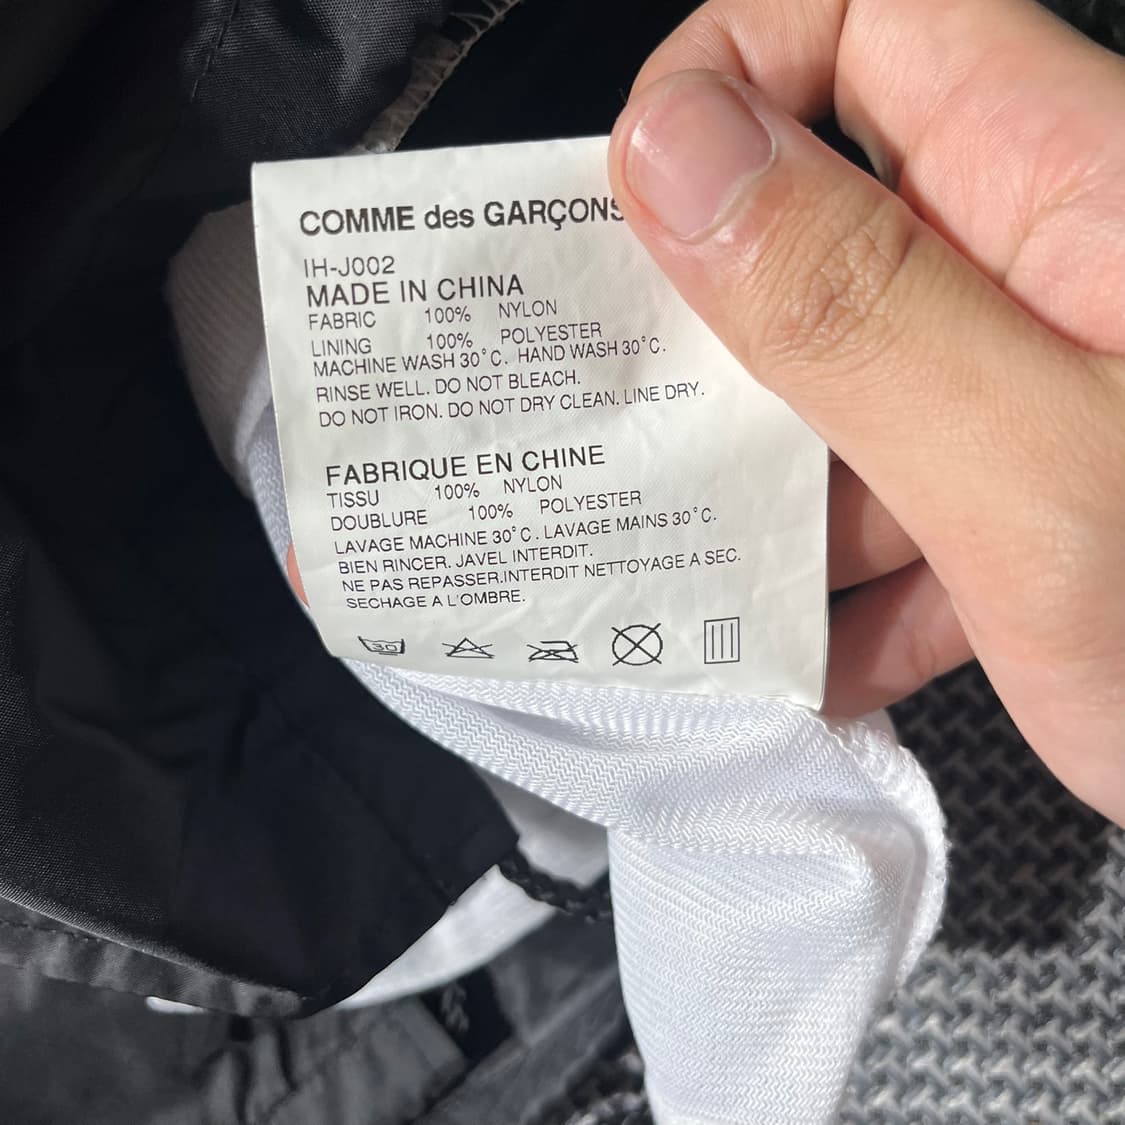 COMME des GARÇONS
IH-J002
MADE IN CHINA
FABRIC 100% NYLON
LINING 100% POLYESTER
MACHINE WASH 30°C. HAND WASH 30°C.
RINSE WELL. DO NOT BLEACH.
DO NOT IRON. DO NOT DRY CLEAN. LINE DRY.
FABRIQUE EN CHINE
TISSU 100% NYLON
DOUBLURE 100% POLYESTER
LAVAGE MACHINE 30°C. LAVAGE MAINS 30°C.
BIEN RINCER. JAVEL INTERDIT.
NE PAS REPASSER.INTERDIT NETTOYAGE A SEC.
SECHAGE A L'OMBRE.
30